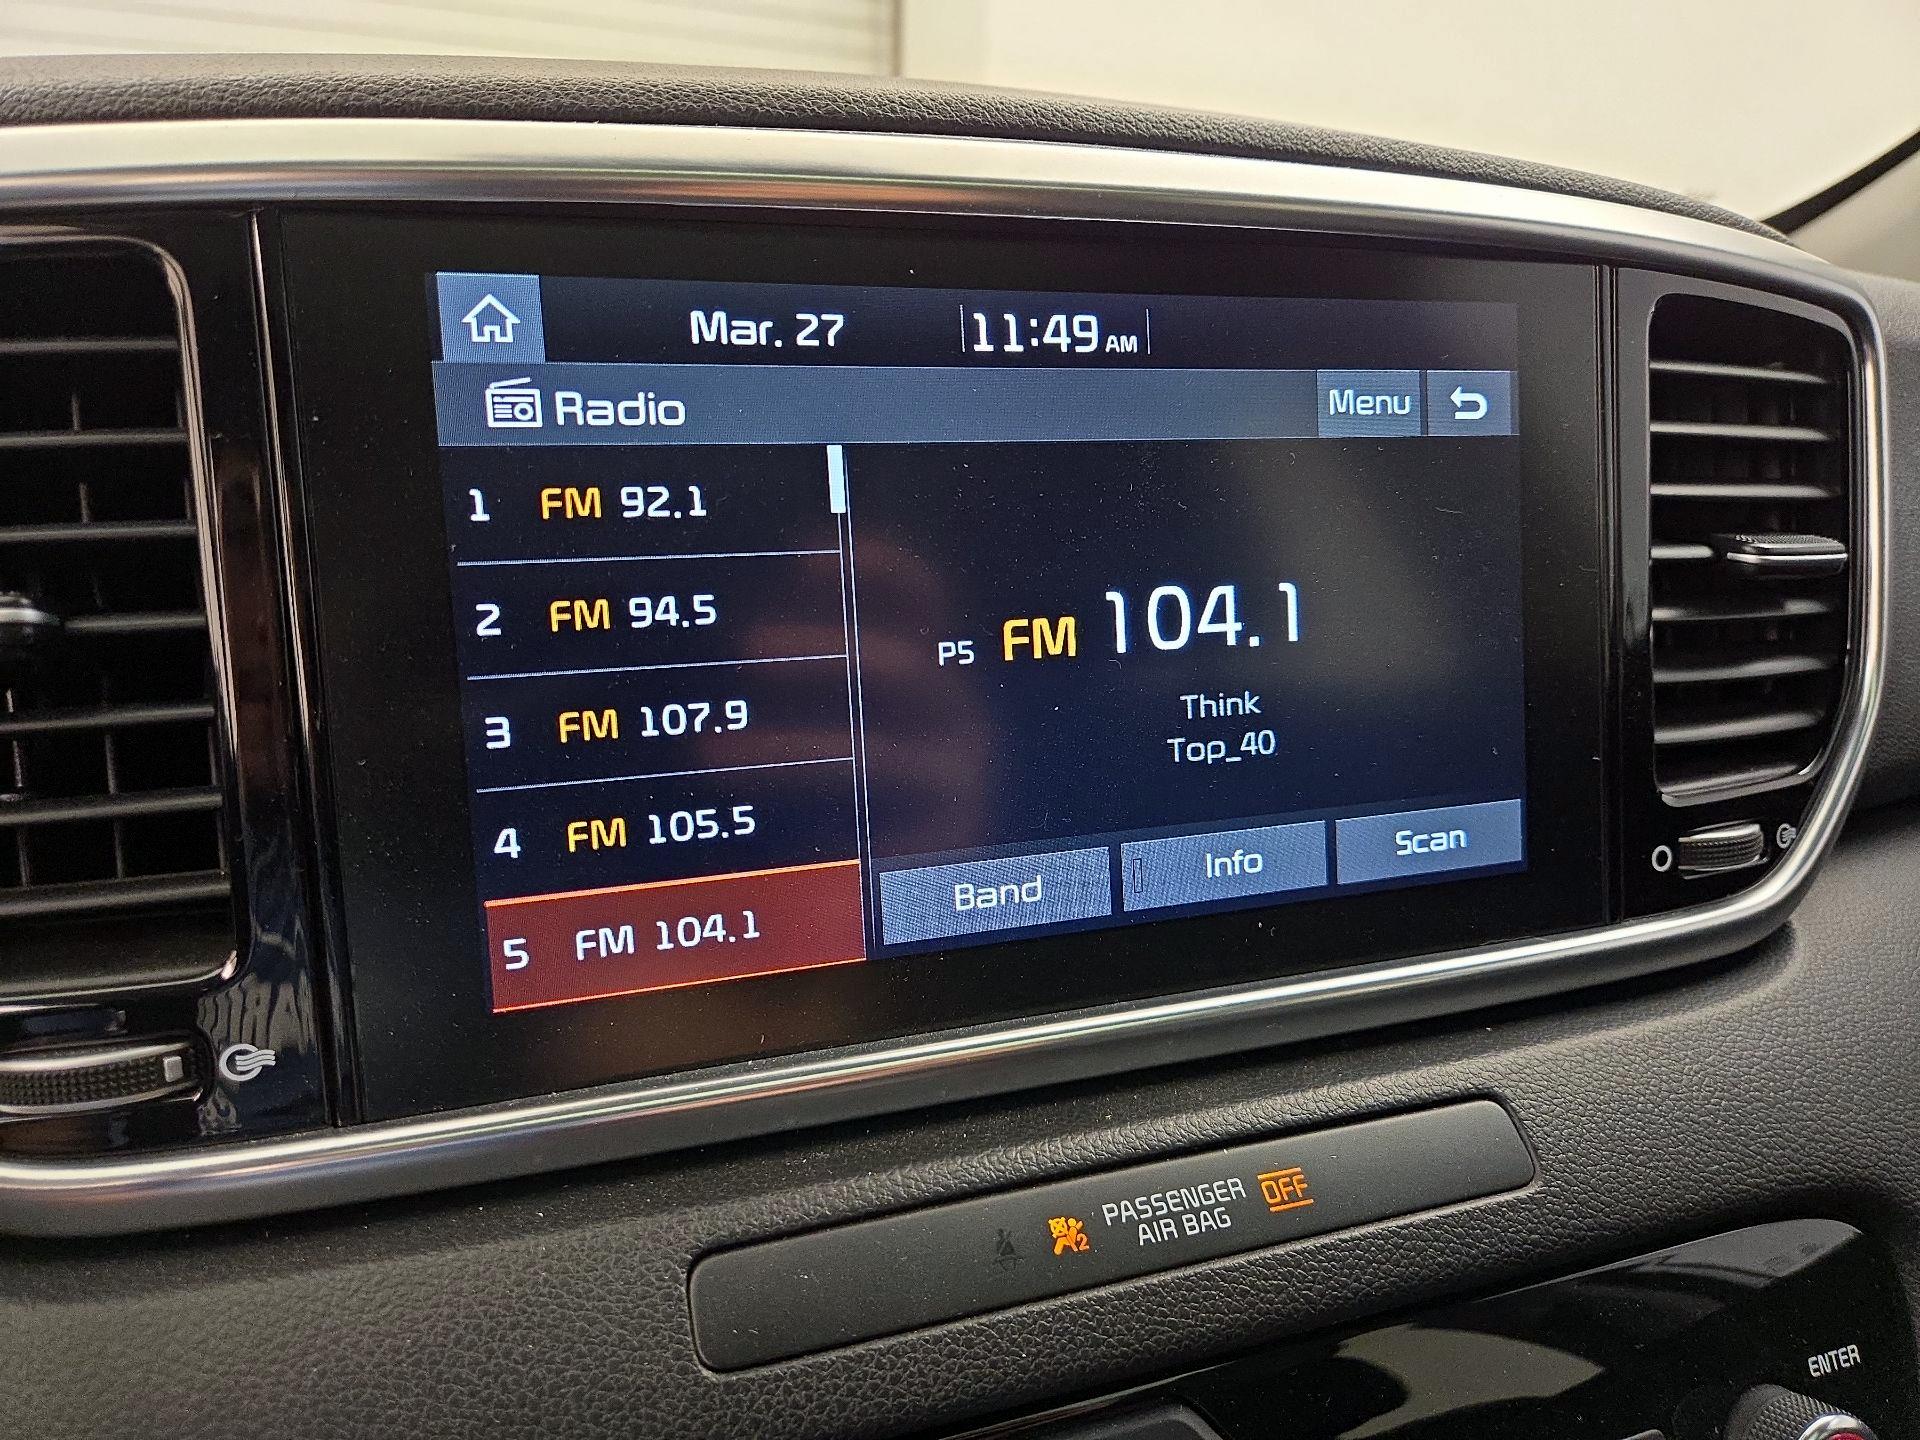 Mar. 27 11:49 AM
Radio Menu
1 FM 92.1
2 FM 94.5
3 FM 107.9
4 FM 105.5
5 FM 104.1
P5 FM 104.1
Think
Top_40
Band Info Scan
PASSENGER
AIR BAG OFF
2
ENTER